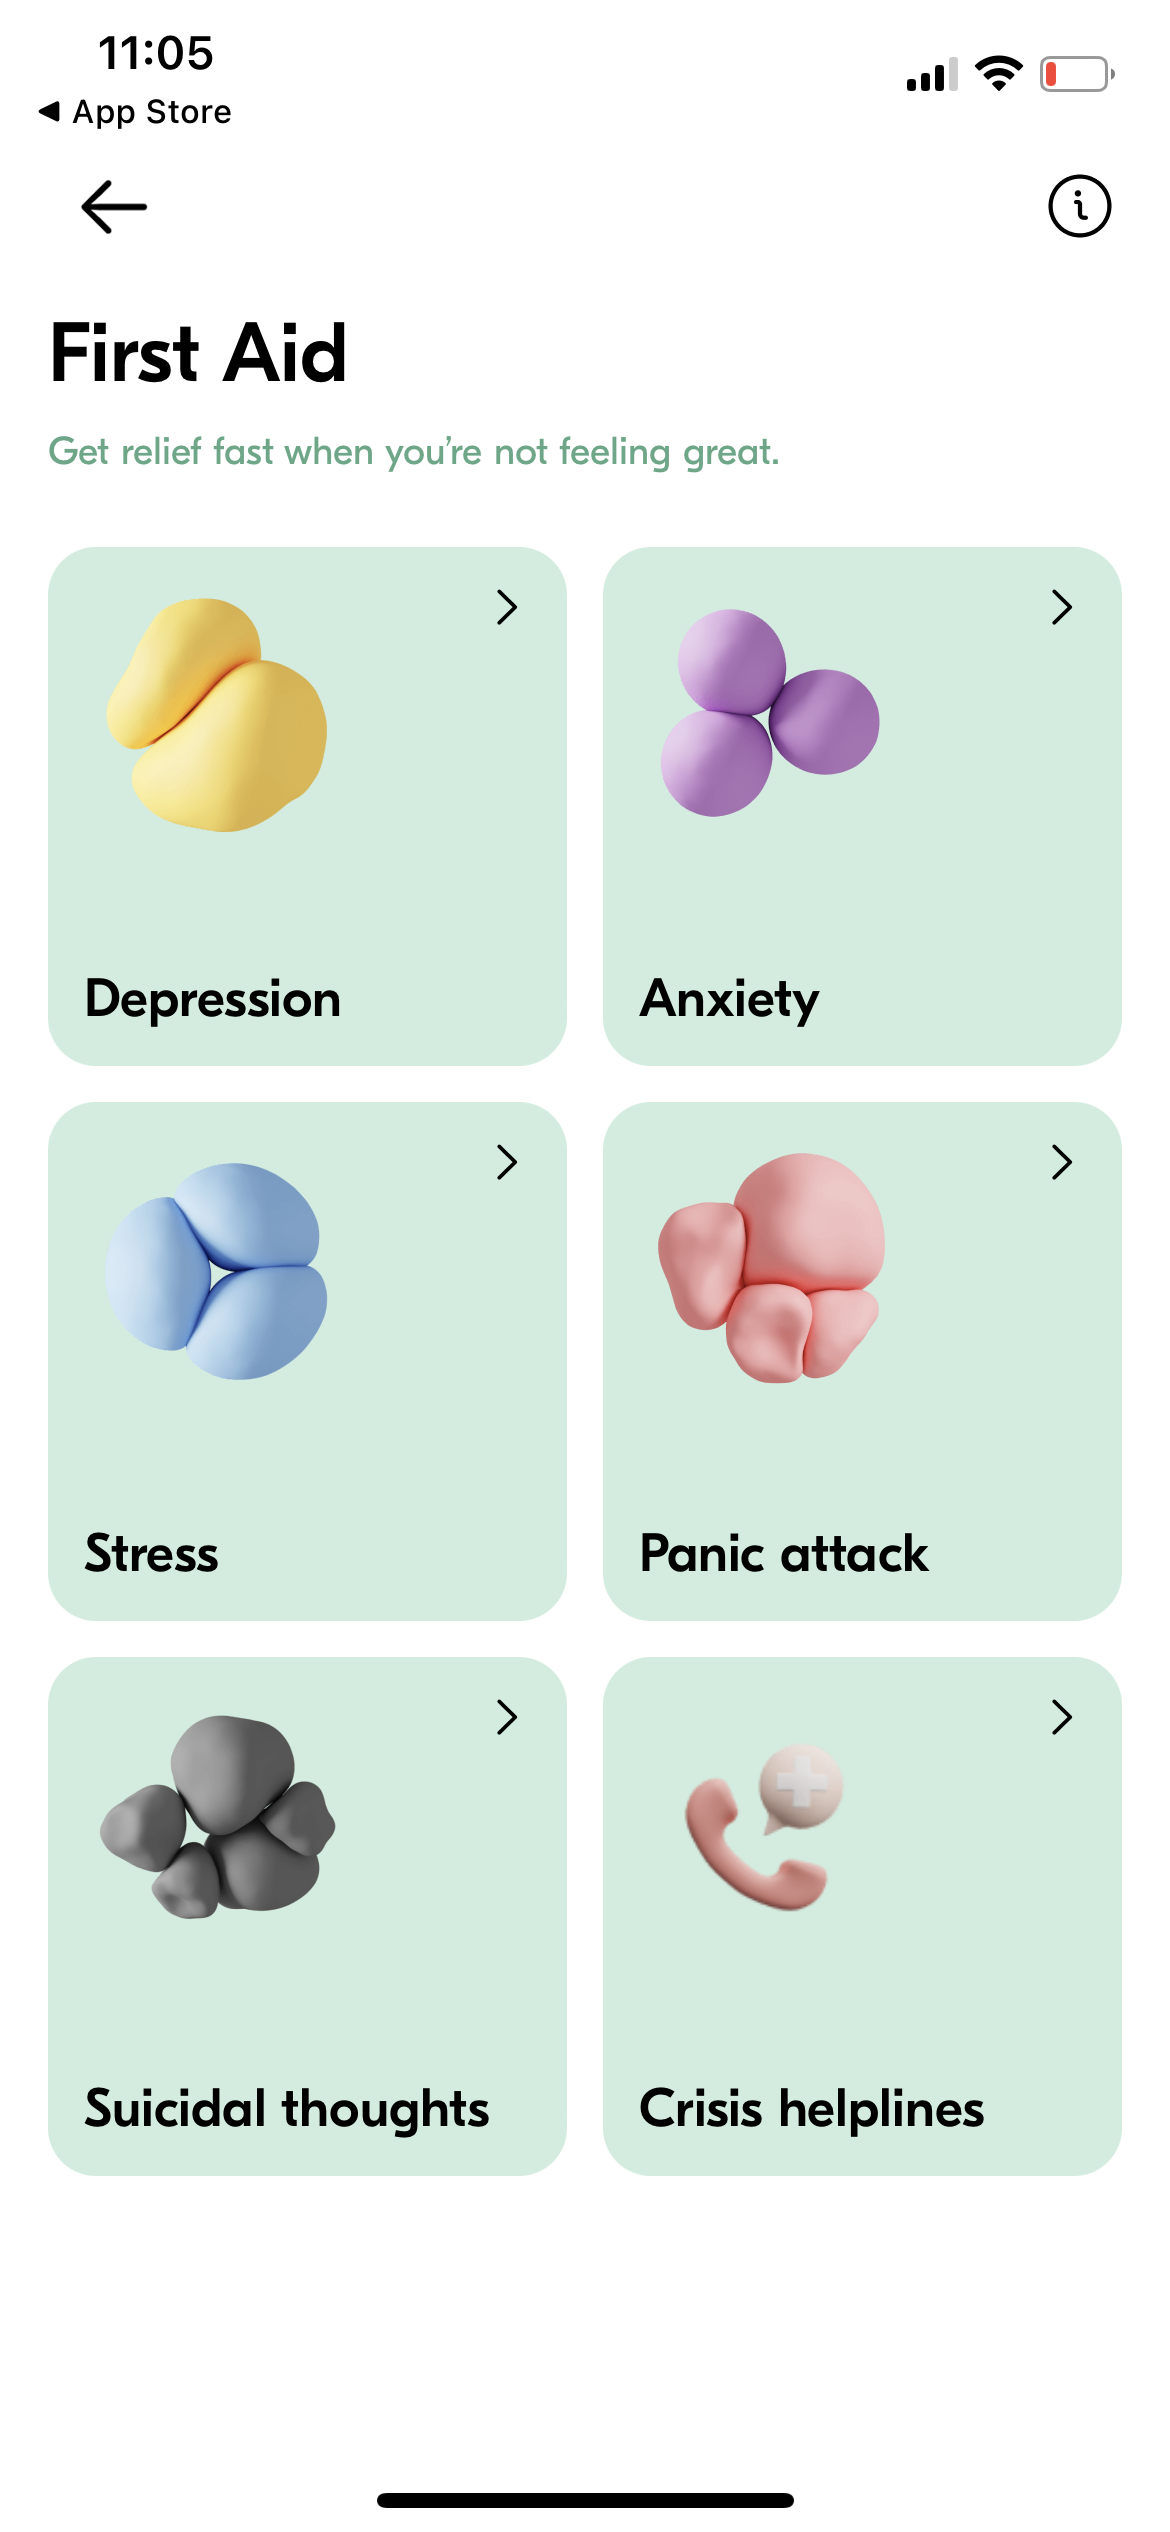 11:05
◀ App Store
First Aid
Get relief fast when you’re not feeling great.
Depression
Anxiety
Stress
Panic attack
Suicidal thoughts
Crisis helplines